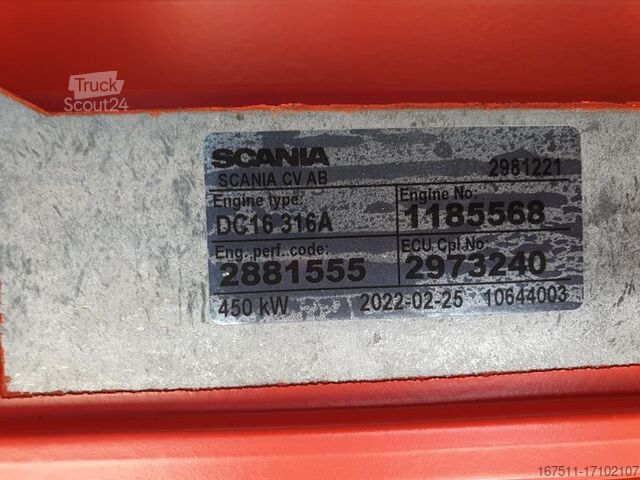 Truck
Scout24
SCANIA
SCANIA CV AB 2981221
Engine type: Engine No:
DC16 316A 1185568
Eng. perf. code: ECU Cpl No
2881555 2973240
450 kW 2022-02-25 10644003
167511-17102107